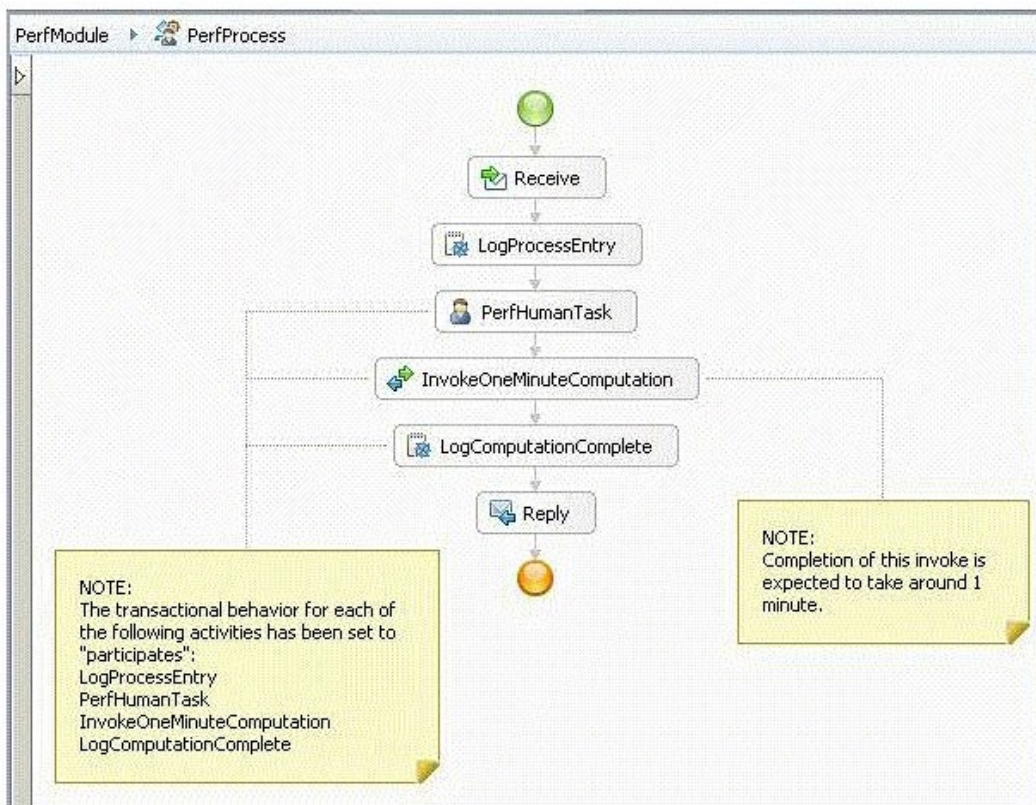 PerfModule PerfProcess
Receive
LogProcessEntry
PerfHumanTask
InvokeOneMinuteComputation
LogComputationComplete
Reply
NOTE:
Completion of this invoke is
expected to take around 1
minute.
NOTE:
The transactional behavior for each of
the following activities has been set to
"participates":
LogProcessEntry
PerfHumanTask
InvokeOneMinuteComputation
LogComputationComplete